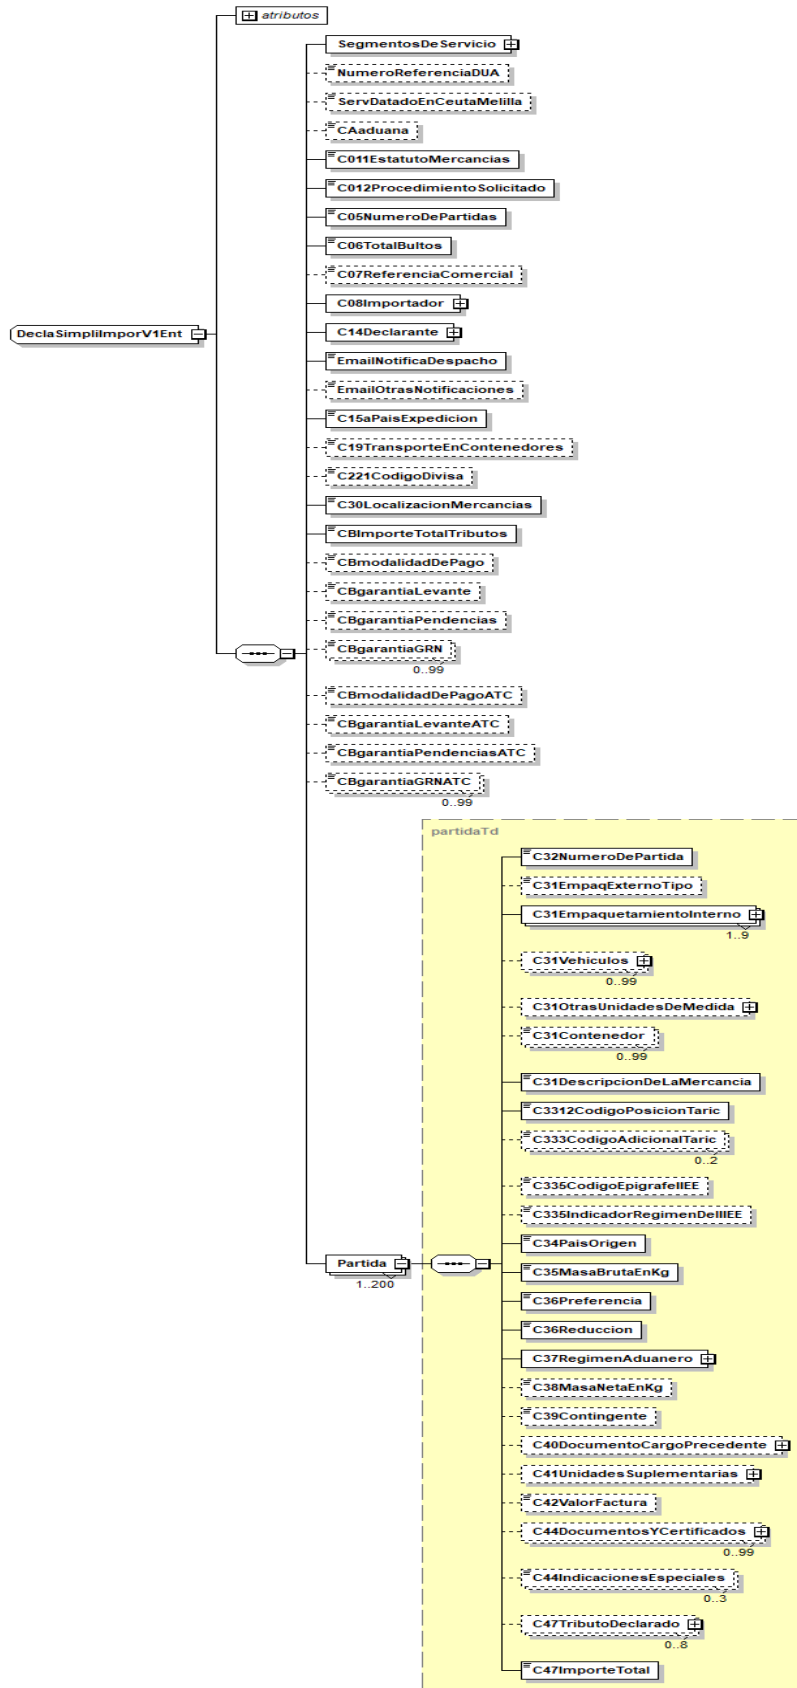 atributos
SegmentosDeServicio
NumeroReferenciaDUA
ServDatadoEnCeutaMelilla
CAaduana
C011EstatutoMercancias
C012ProcedimientoSolicitado
C05NumeroDePartidas
C06TotalBultos
C07ReferenciaComercial
C08Importador
DeclaSimpliImporV1Ent
C14Declarante
EmailNotificaDespacho
EmailOtrasNotificaciones
C15aPaisExpedicion
C19TransporteEnContenedores
C221CodigoDivisa
C30LocalizacionMercancias
CBImporteTotalTributos
CBmodalidadDePago
CBgarantiaLevante
CBgarantiaPendencias
CBgarantiaGRN
0..99
CBmodalidadDePagoATC
CBgarantiaLevanteATC
CBgarantiaPendenciasATC
CBgarantiaGRNATC
0..99
partidaTd
C32NumeroDePartida
C31EmpaqExternoTipo
C31EmpaquetamientoInterno
1..9
C31Vehiculos
0..99
C31OtrasUnidadesDeMedida
C31Contenedor
0..99
C31DescripcionDeLaMercancia
C3312CodigoPosicionTaric
C333CodigoAdicionalTaric
0..2
C335CodigoEpigrafeIIEE
C335IndicadorRegimenDeIIIEE
C34PaisOrigen
Partida
1..200
C35MasaBrutaEnKg
C36Preferencia
C36Reduccion
C37RegimenAduanero
C38MasaNetaEnKg
C39Contingente
C40DocumentoCargoPrecedente
C41UnidadesSuplementarias
C42ValorFactura
C44DocumentosYCertificados
0..99
C44IndicacionesEspeciales
0..3
C47TributoDeclarado
0..8
C47ImporteTotal